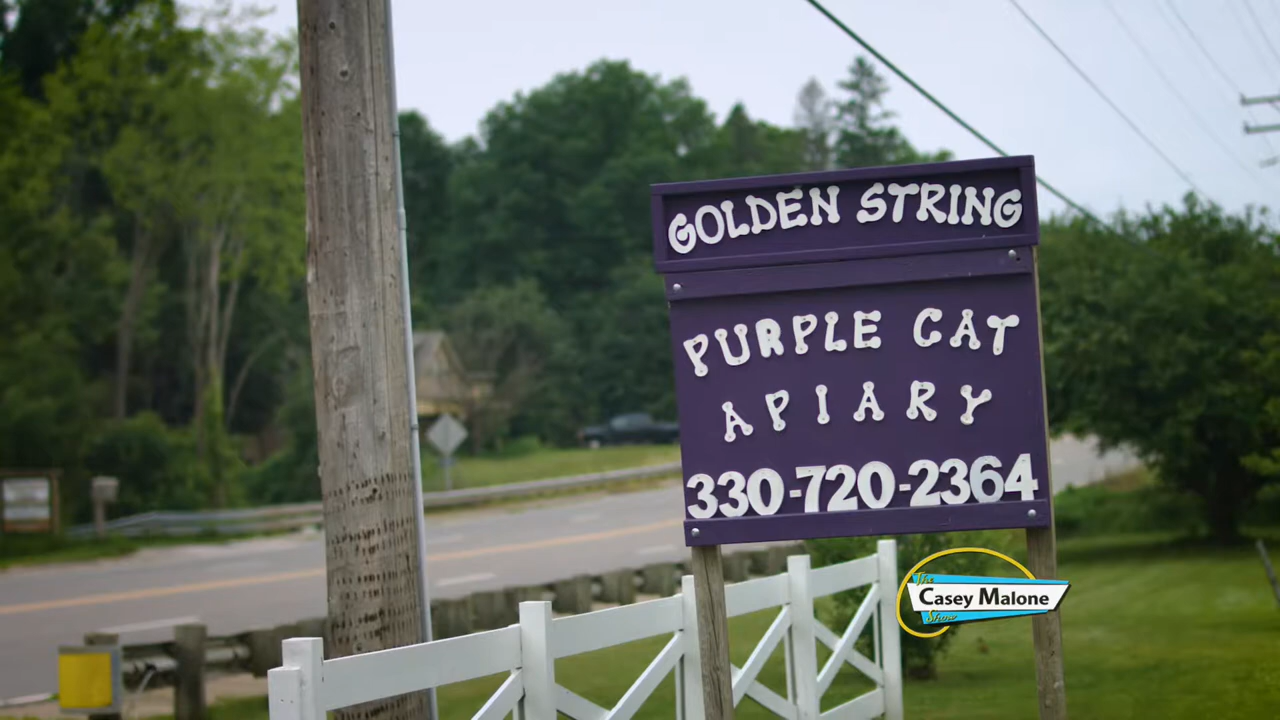 GOLDEN STRING
PURPLE CAT
APIARY
330-720-2364
The
Casey Malone
Show